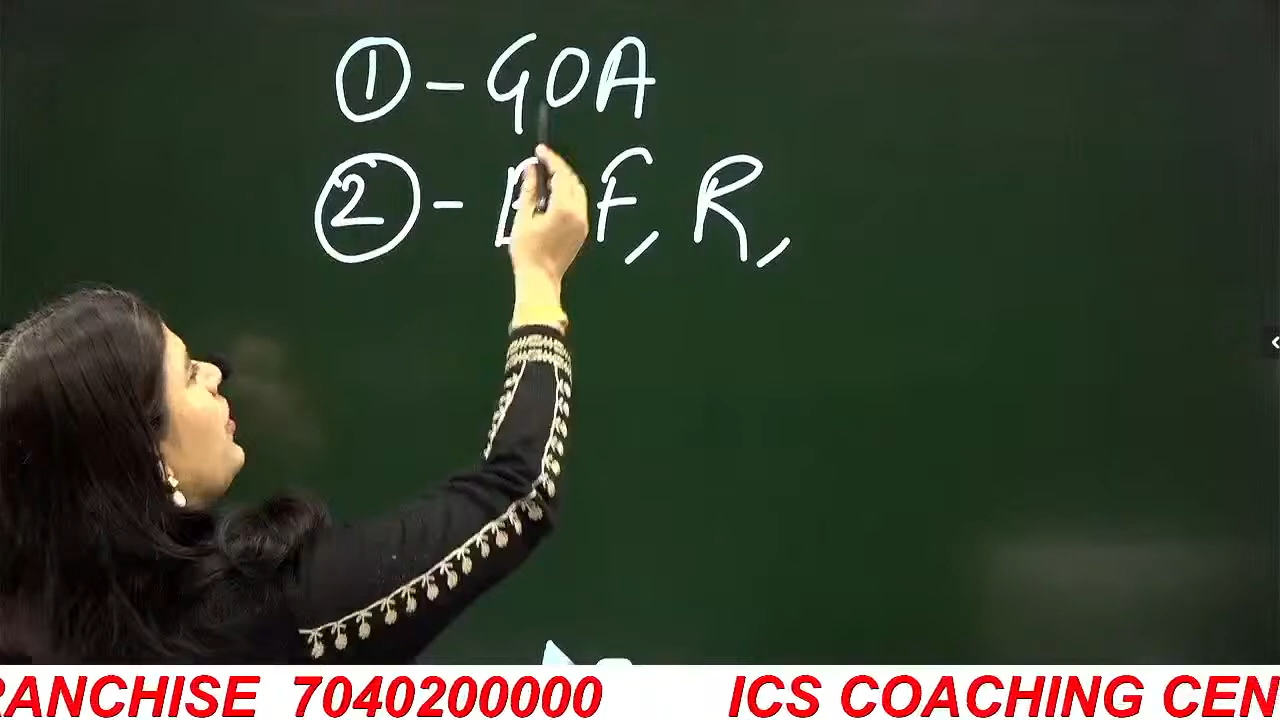 ① - GOA
② - F, R,
RANCHISE 7040200000 ICS COACHING CEN